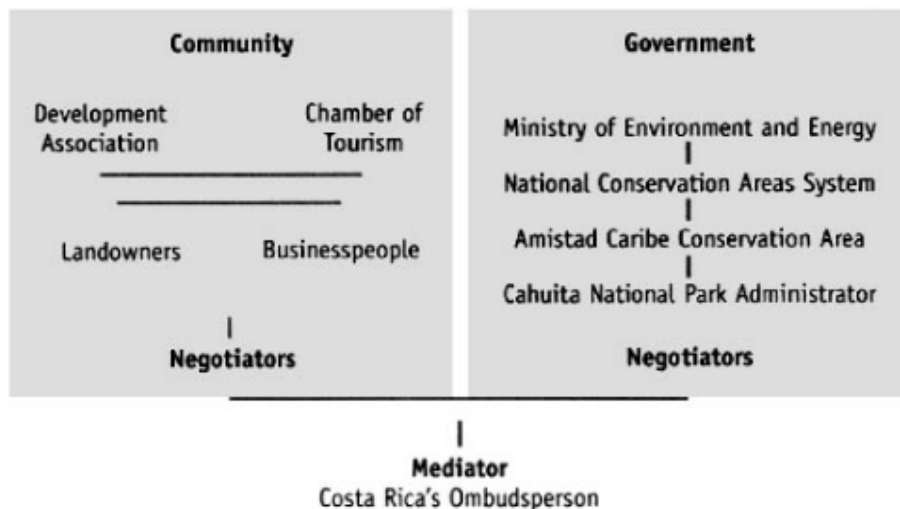 Community
Development
Association
Chamber of
Tourism
Landowners
Businesspeople
Negotiators
Government
Ministry of Environment and Energy
National Conservation Areas System
Amistad Caribe Conservation Area
Cahuita National Park Administrator
Negotiators
Mediator
Costa Rica's Ombudsperson